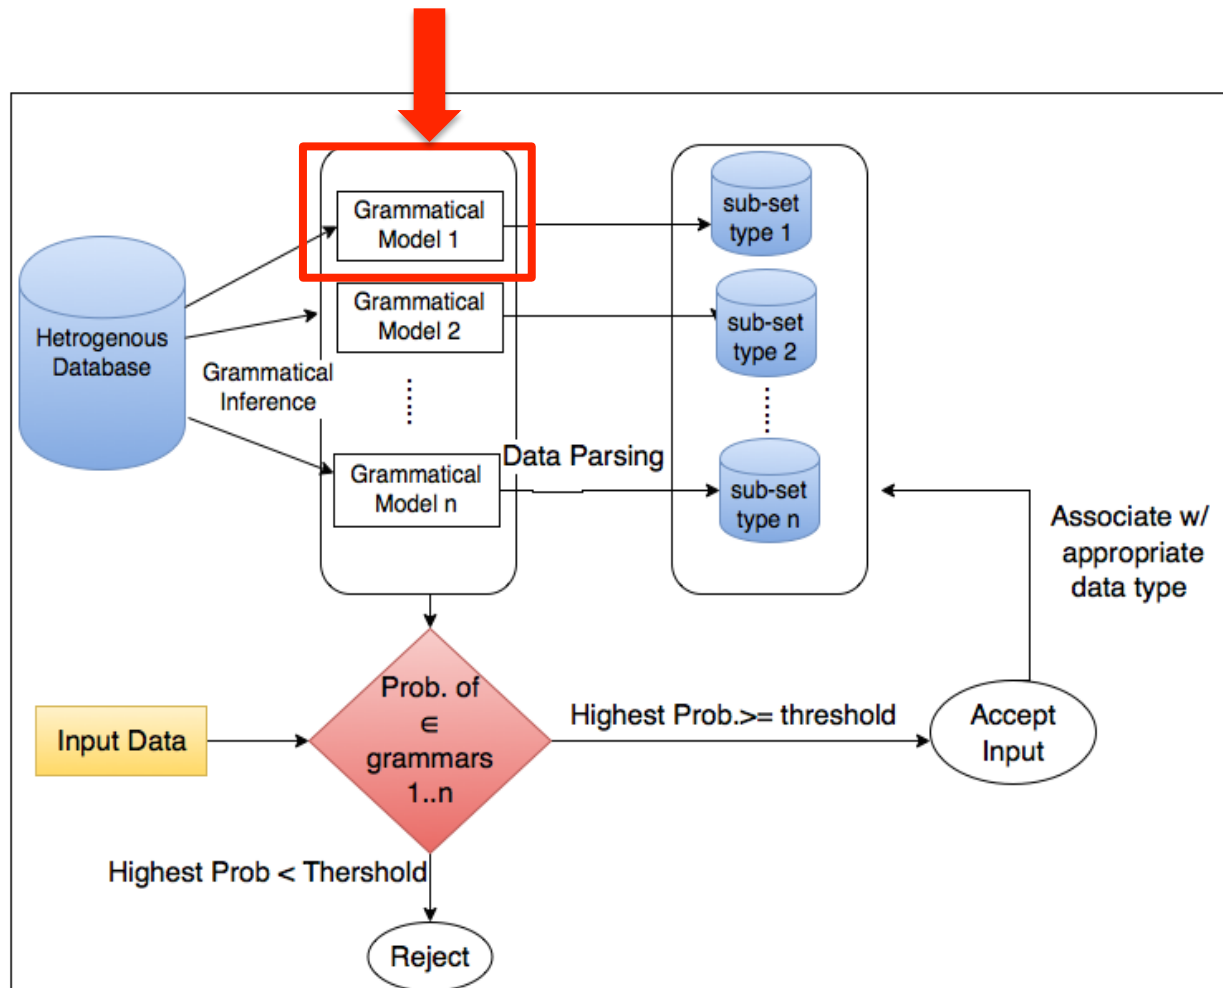 Grammatical
Model 1
sub-set
type 1
Hetrogenous
Database
Grammatical
Model 2
sub-set
type 2
Grammatical
Inference
Grammatical
Model n
Data Parsing
sub-set
type n
Associate w/
appropriate
data type
Input Data
Prob. of
∈
grammars
1..n
Highest Prob.>= threshold
Accept
Input
Highest Prob < Thershold
Reject